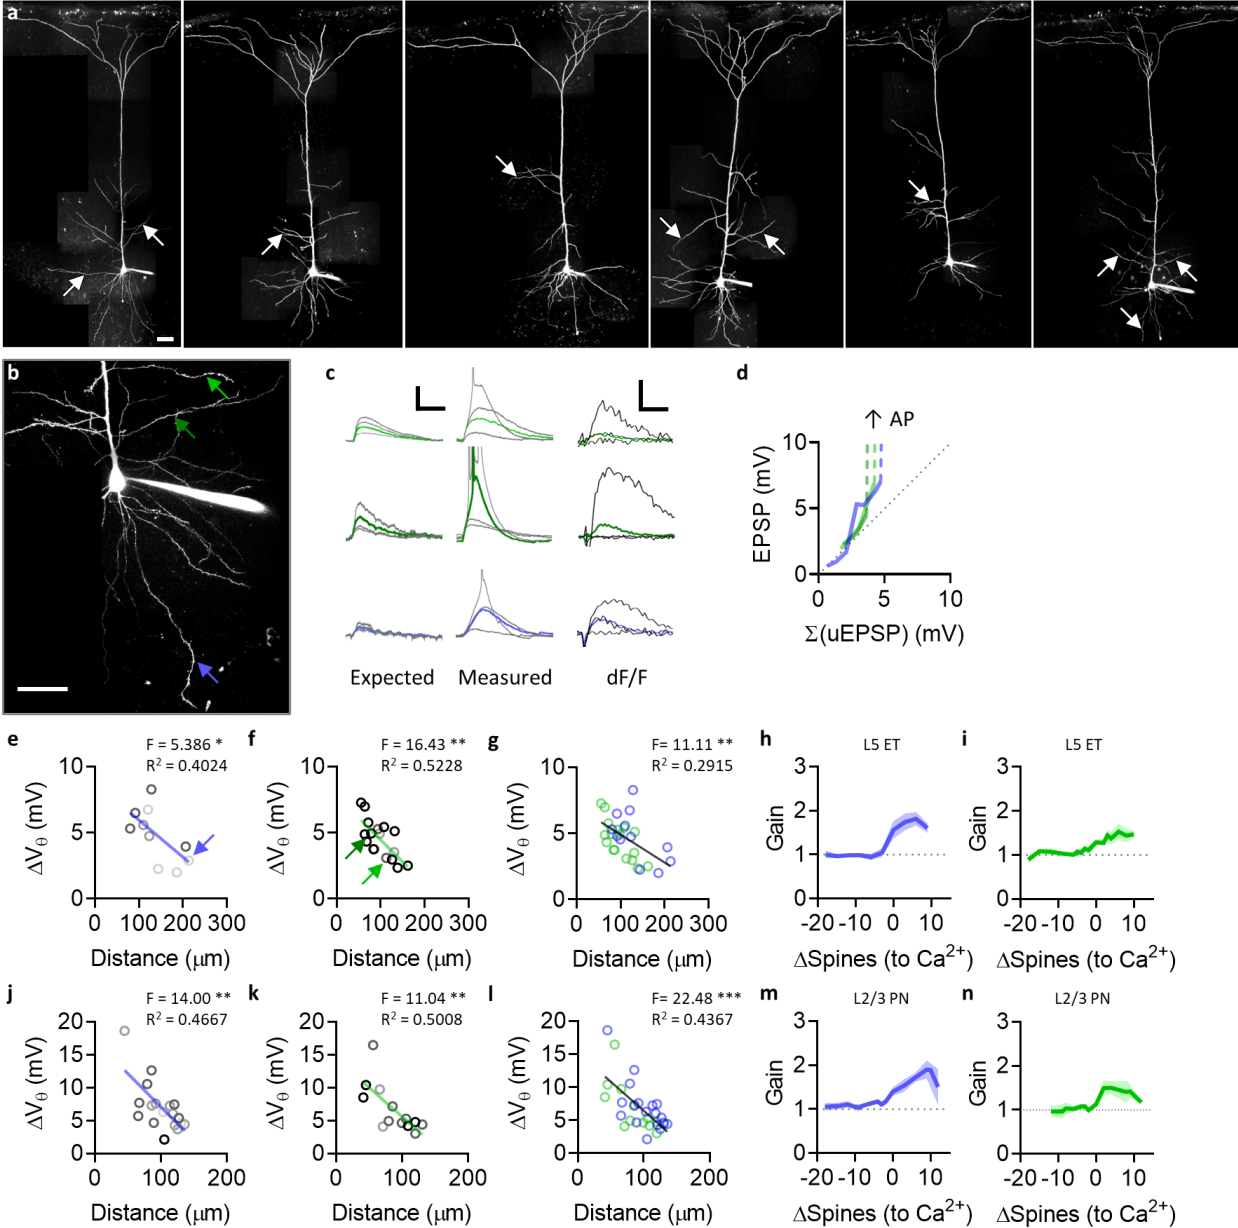 a
b
c
Expected
Measured
dF/F
d
↑ AP
EPSP (mV)
10
5
0
0
5
10
Σ(uEPSP) (mV)
e
F = 5.386 *
R² = 0.4024
ΔVθ (mV)
10
5
0
0
100
200
300
Distance (μm)
f
F = 16.43 **
R² = 0.5228
ΔVθ (mV)
10
5
0
0
100
200
300
Distance (μm)
g
F= 11.11 **
R² = 0.2915
ΔVθ (mV)
10
5
0
0
100
200
300
Distance (μm)
h
L5 ET
Gain
3
2
1
0
-20
-10
0
10
ΔSpines (to Ca²⁺)
i
L5 ET
Gain
3
2
1
0
-20
-10
0
10
ΔSpines (to Ca²⁺)
j
F = 14.00 **
R² = 0.4667
ΔVθ (mV)
20
15
10
5
0
0
100
200
Distance (μm)
k
F = 11.04 **
R² = 0.5008
ΔVθ (mV)
20
15
10
5
0
0
100
200
Distance (μm)
l
F= 22.48 ***
R² = 0.4367
ΔVθ (mV)
20
15
10
5
0
0
100
200
Distance (μm)
m
L2/3 PN
Gain
3
2
1
0
-20
-10
0
10
ΔSpines (to Ca²⁺)
n
L2/3 PN
Gain
3
2
1
0
-20
-10
0
10
ΔSpines (to Ca²⁺)